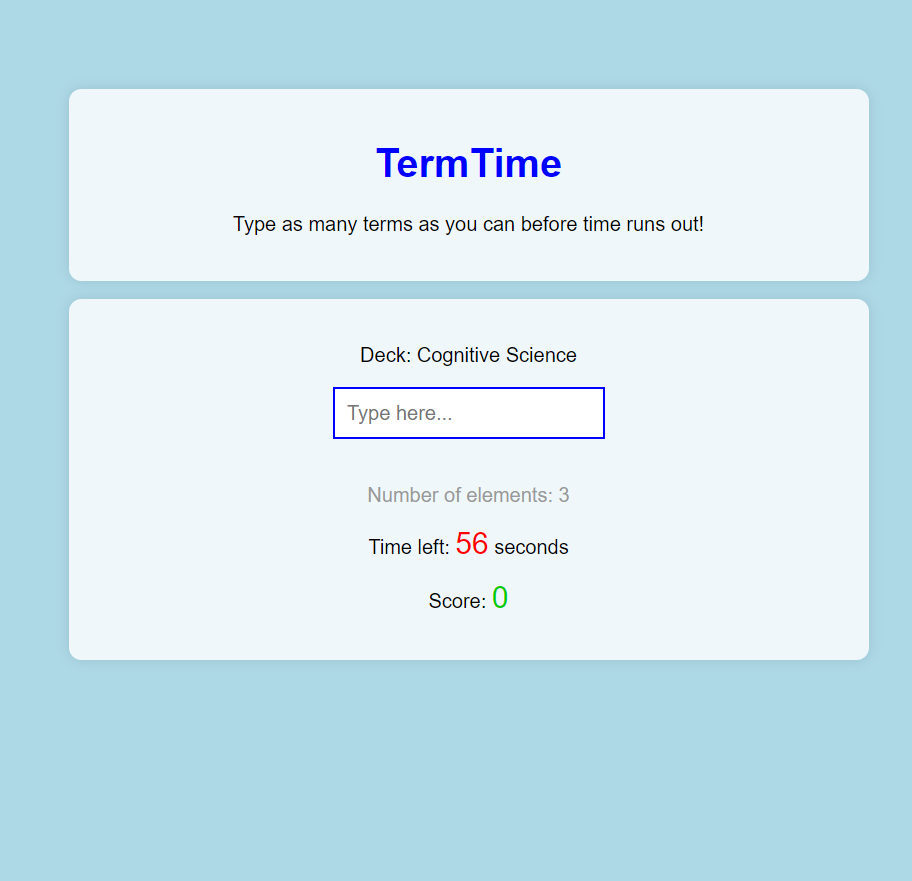 TermTime
Type as many terms as you can before time runs out!
Deck: Cognitive Science
Type here...
Number of elements: 3
Time left: 56 seconds
Score: 0